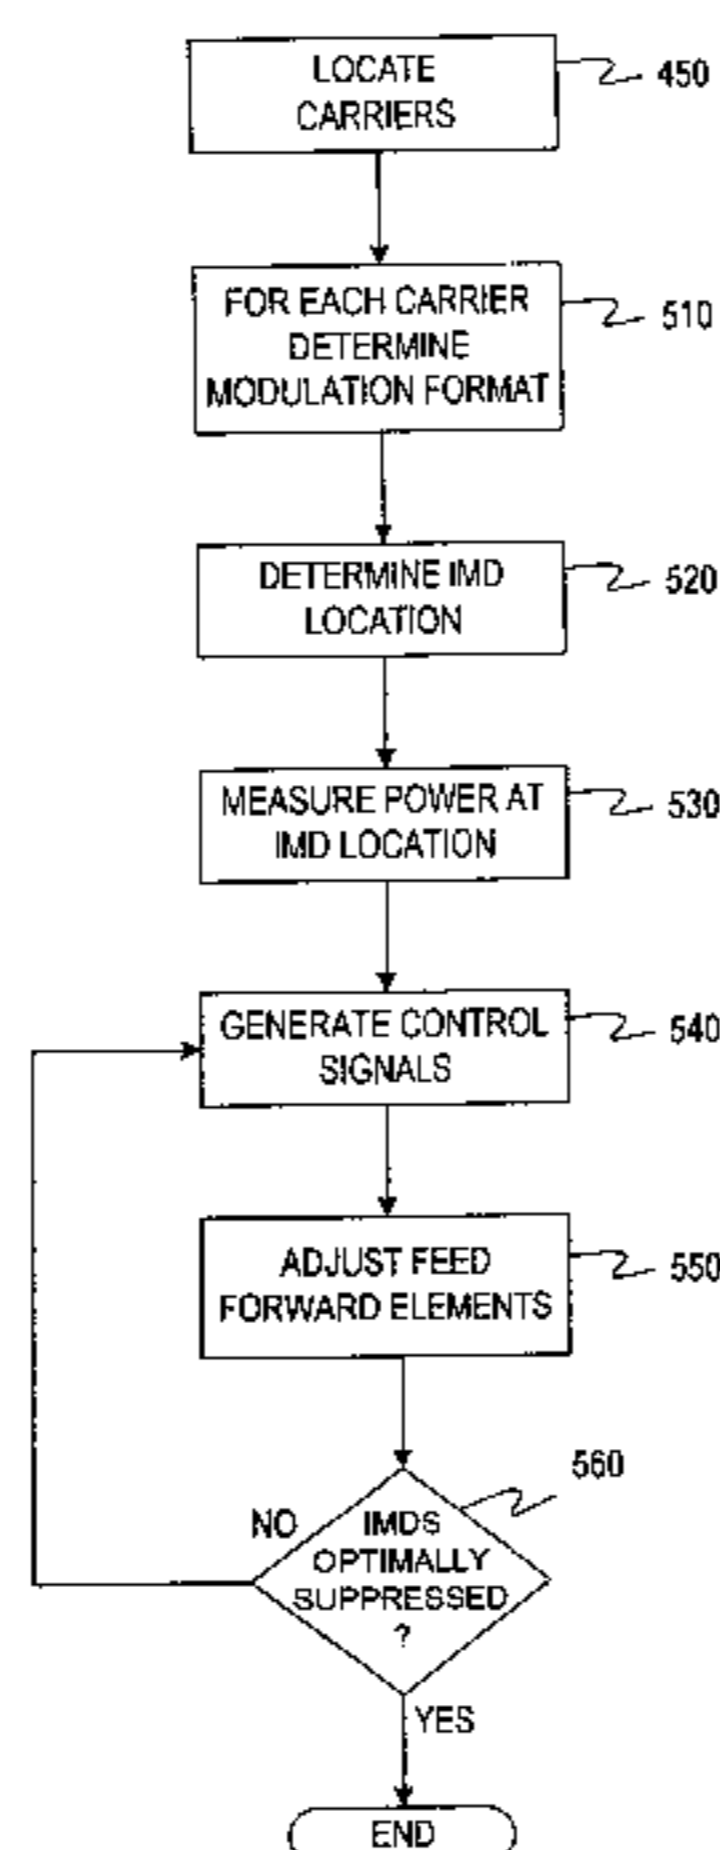 LOCATE
CARRIERS
450
FOR EACH CARRIER
DETERMINE
MODULATION FORMAT
510
DETERMINE IMD
LOCATION
520
MEASURE POWER AT
IMD LOCATION
530
GENERATE CONTROL
SIGNALS
540
ADJUST FEED
FORWARD ELEMENTS
550
560
NO
IMDS
OPTIMALLY
SUPPRESSED
?
YES
END